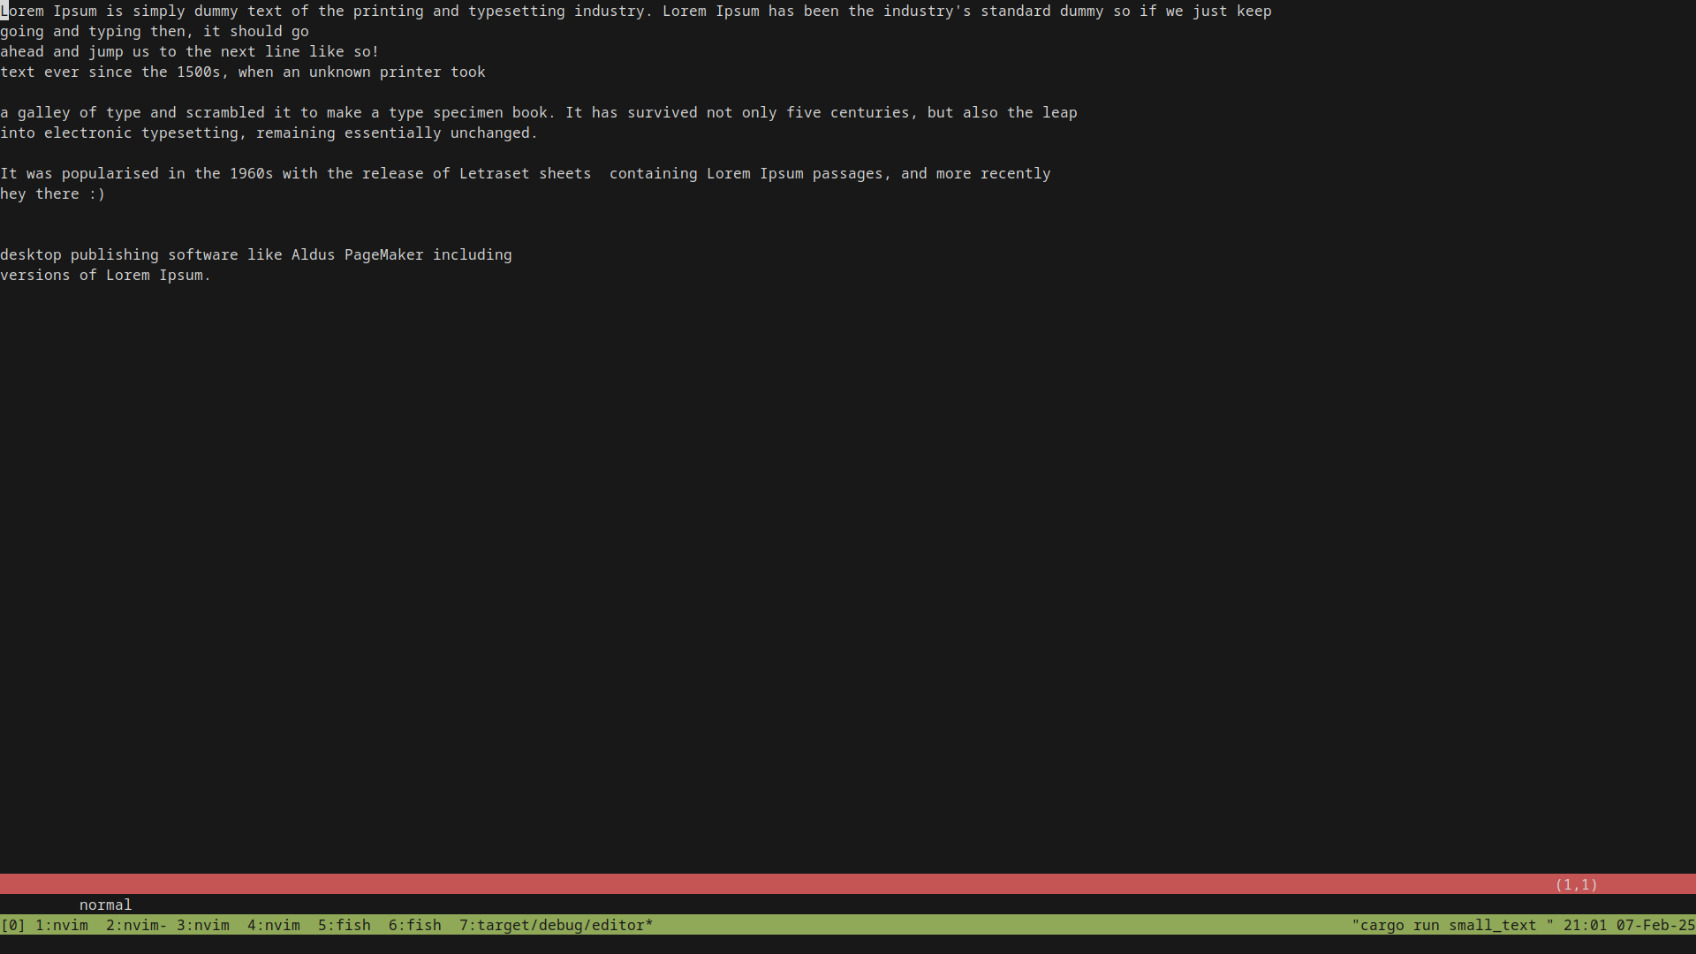 Lorem Ipsum is simply dummy text of the printing and typesetting industry. Lorem Ipsum has been the industry's standard dummy so if we just keep
going and typing then, it should go
ahead and jump us to the next line like so!
text ever since the 1500s, when an unknown printer took
a galley of type and scrambled it to make a type specimen book. It has survived not only five centuries, but also the leap
into electronic typesetting, remaining essentially unchanged.
It was popularised in the 1960s with the release of Letraset sheets  containing Lorem Ipsum passages, and more recently
hey there :)
desktop publishing software like Aldus PageMaker including
versions of Lorem Ipsum.
(1,1)
normal
[0] 1:nvim  2:nvim- 3:nvim  4:nvim  5:fish  6:fish  7:target/debug/editor* "cargo run small_text " 21:01 07-Feb-25